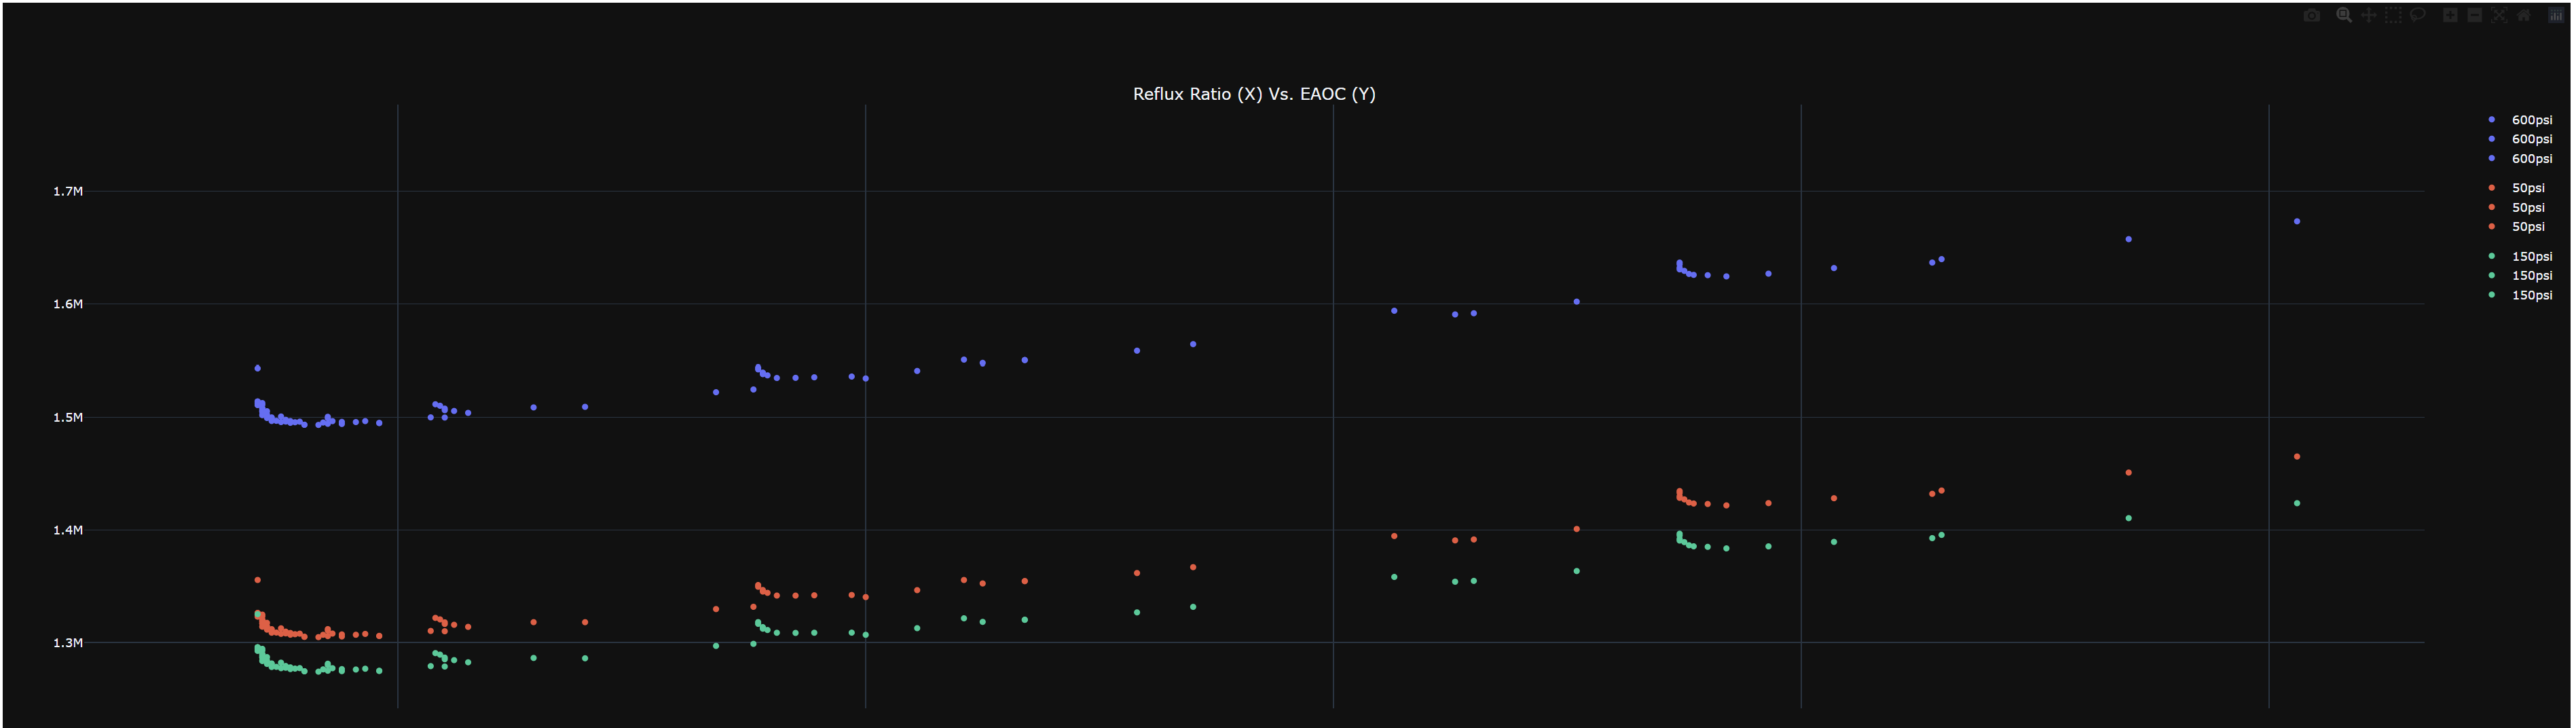 Reflux Ratio (X) Vs. EAOC (Y)
1.7M
1.6M
1.5M
1.4M
1.3M
600psi
600psi
600psi
50psi
50psi
50psi
150psi
150psi
150psi